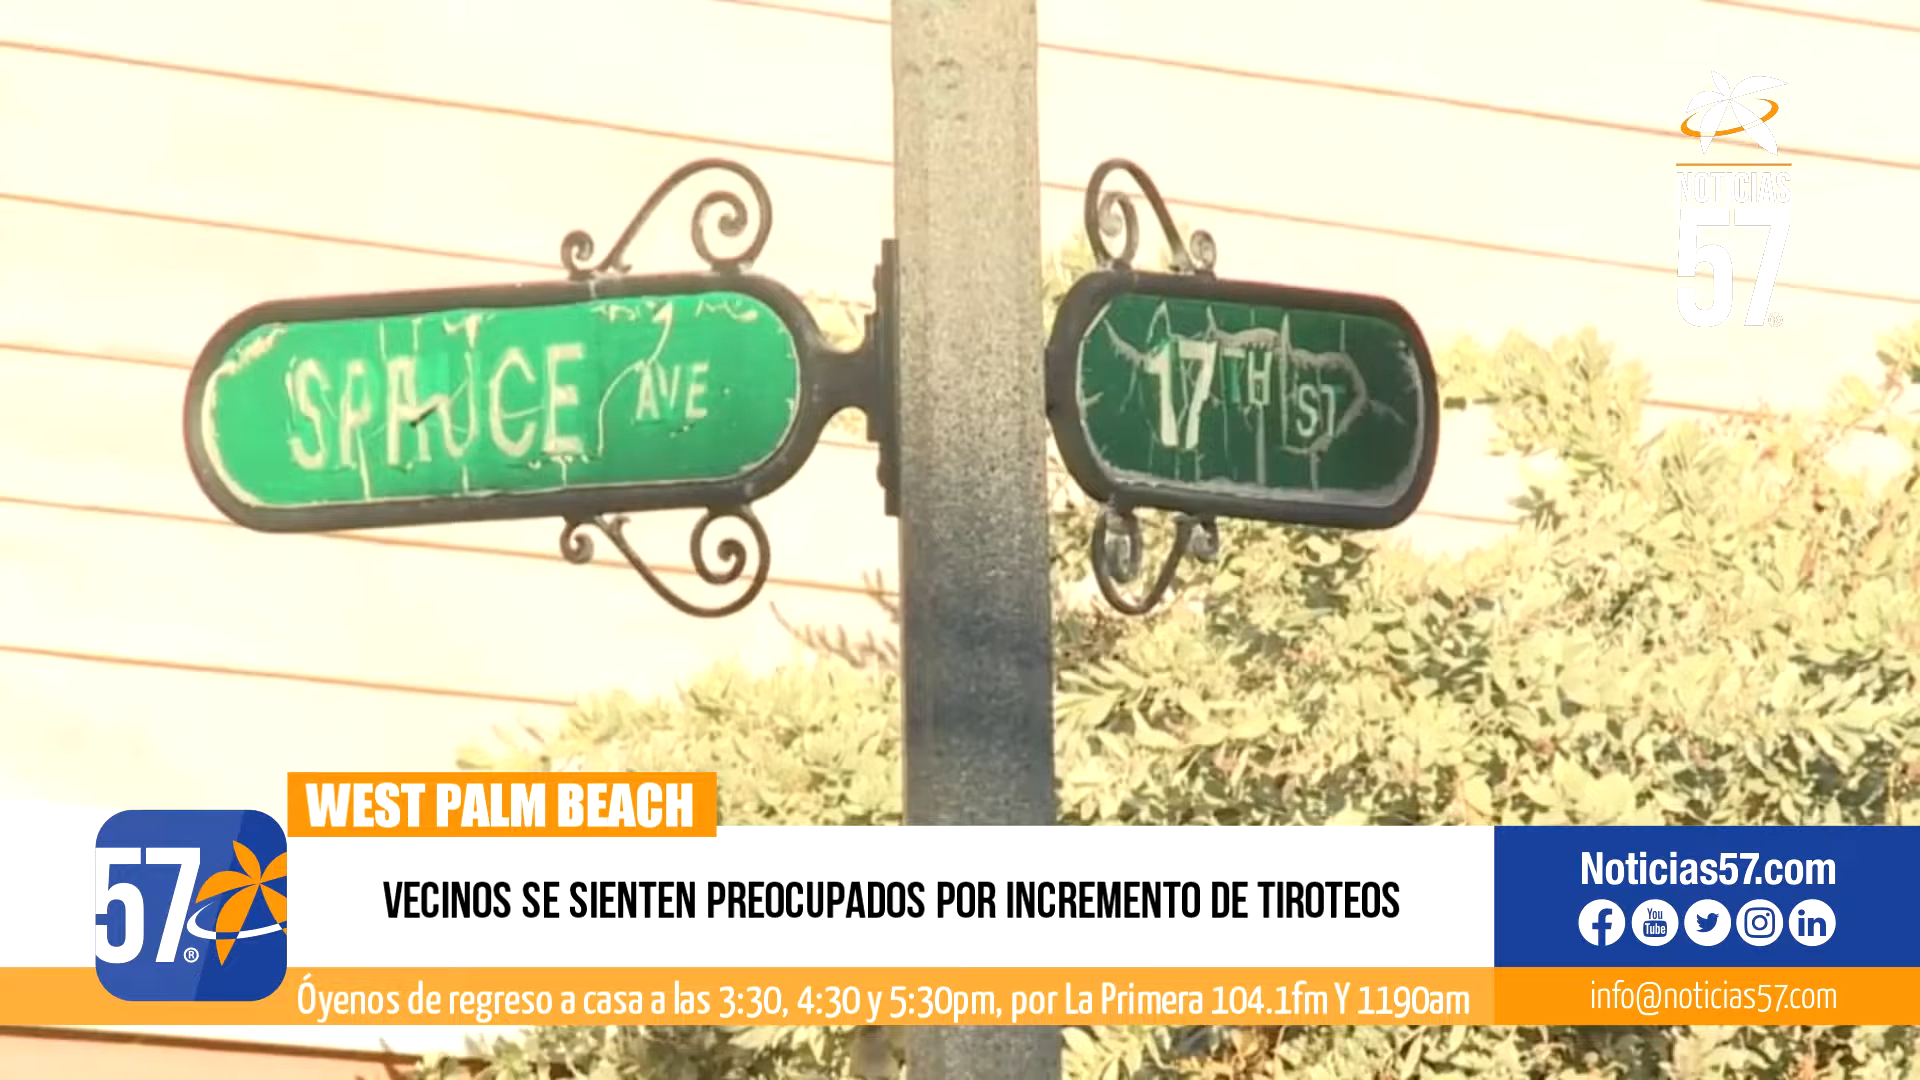 SPRUCE AVE
17TH ST
NOTICIAS
57
WEST PALM BEACH
57®
VECINOS SE SIENTEN PREOCUPADOS POR INCREMENTO DE TIROTEOS
Noticias57.com
You
Tube
Óyenos de regreso a casa a las 3:30, 4:30 y 5:30pm, por La Primera 104.1fm Y 1190am
info@noticias57.com